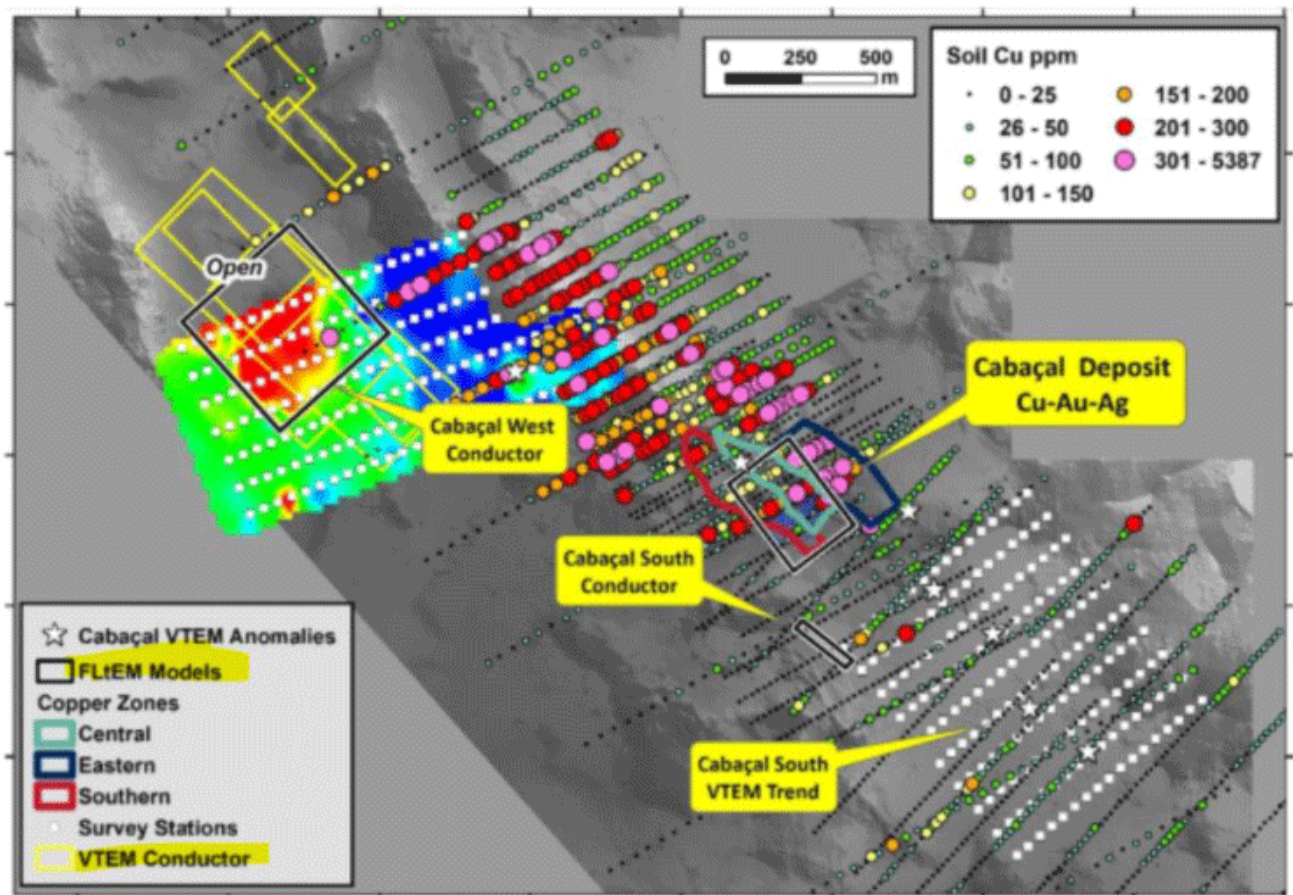 0 250 500
m
Soil Cu ppm
0 - 25
151 - 200
26 - 50
201 - 300
51 - 100
301 - 5387
101 - 150
Open
Cabaçal Deposit
Cu-Au-Ag
Cabaçal West
Conductor
Cabaçal South
Conductor
Cabaçal South
VTEM Trend
Cabaçal VTEM Anomalies
FLtEM Models
Copper Zones
Central
Eastern
Southern
Survey Stations
VTEM Conductor